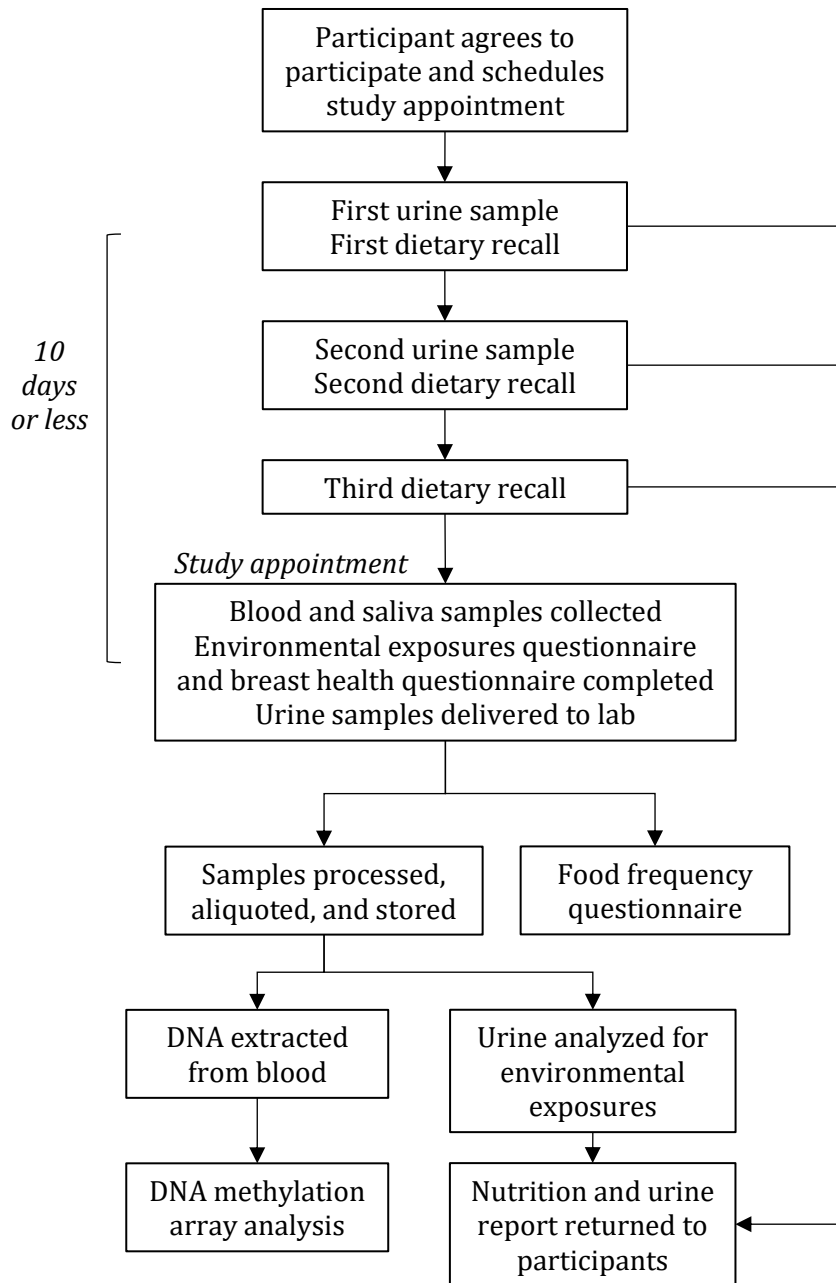 Participant agrees to
participate and schedules
study appointment
First urine sample
First dietary recall
10
days
or less
Second urine sample
Second dietary recall
Third dietary recall
Study appointment
Blood and saliva samples collected
Environmental exposures questionnaire
and breast health questionnaire completed
Urine samples delivered to lab
Samples processed,
aliquoted, and stored
Food frequency
questionnaire
DNA extracted
from blood
Urine analyzed for
environmental
exposures
DNA methylation
array analysis
Nutrition and urine
report returned to
participants